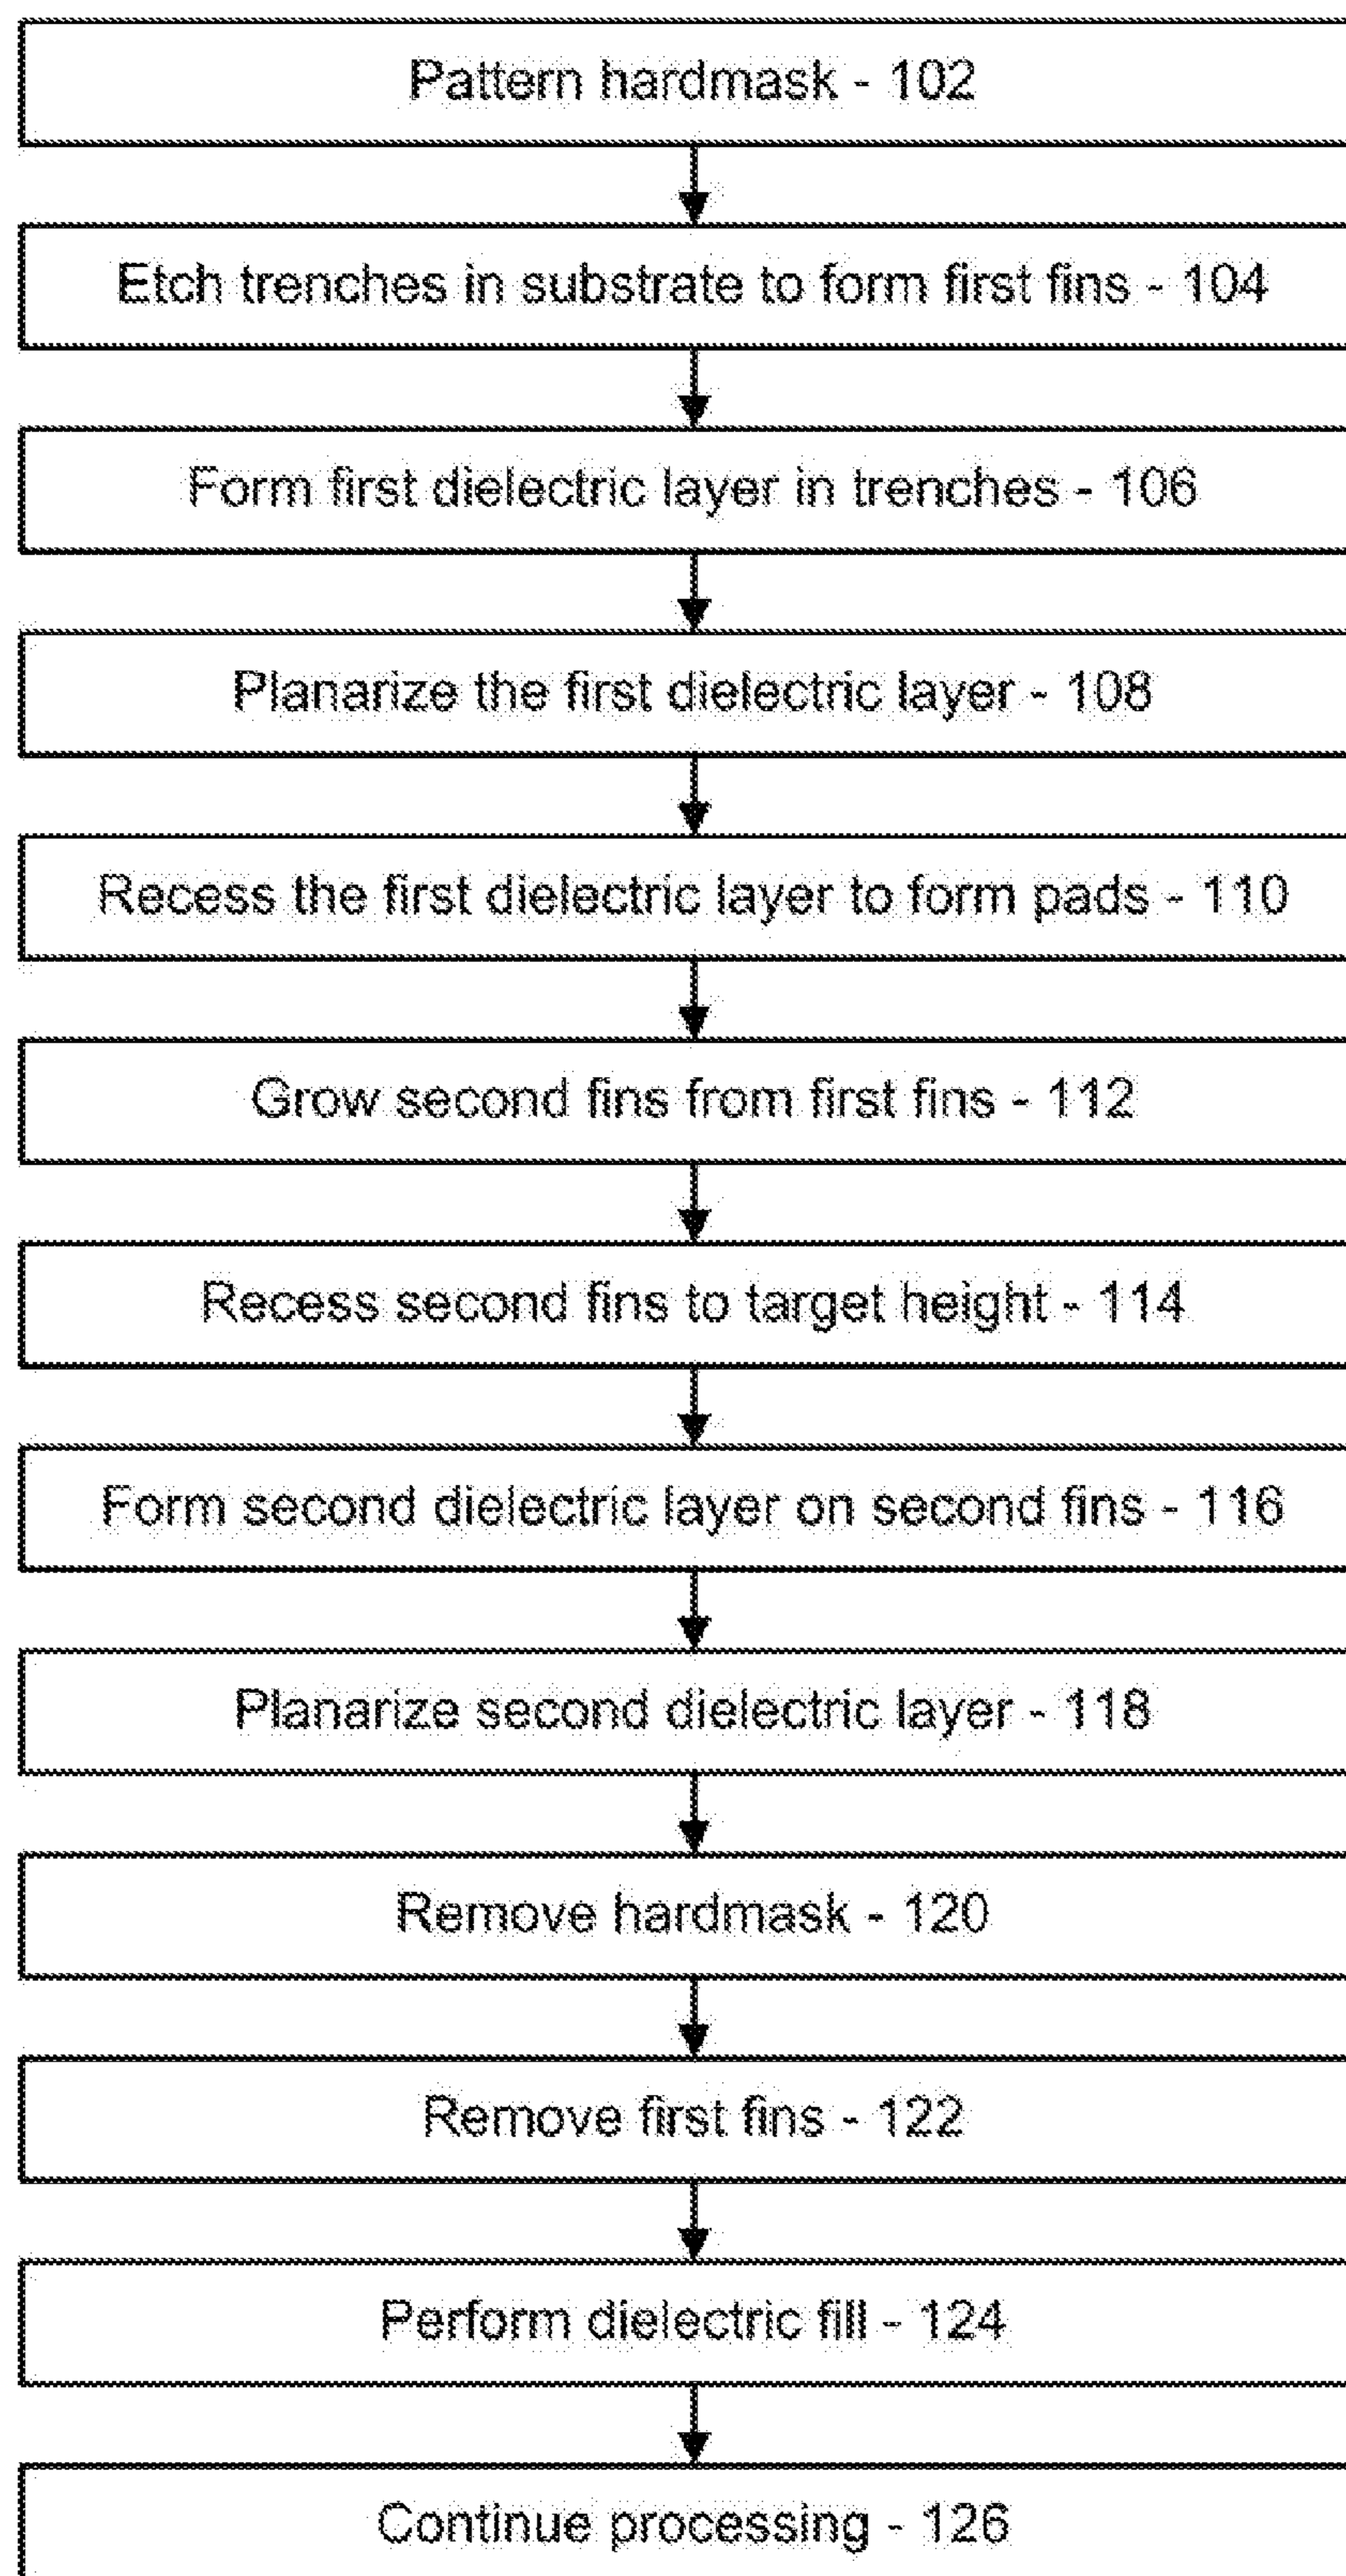 Pattern hardmask - 102
Etch trenches in substrate to form first fins - 104
Form first dielectric layer in trenches - 106
Planarize the first dielectric layer - 108
Recess the first dielectric layer to form pads - 110
Grow second fins from first fins - 112
Recess second fins to target height - 114
Form second dielectric layer on second fins - 116
Planarize second dielectric layer - 118
Remove hardmask - 120
Remove first fins - 122
Perform dielectric fill - 124
Continue processing - 126